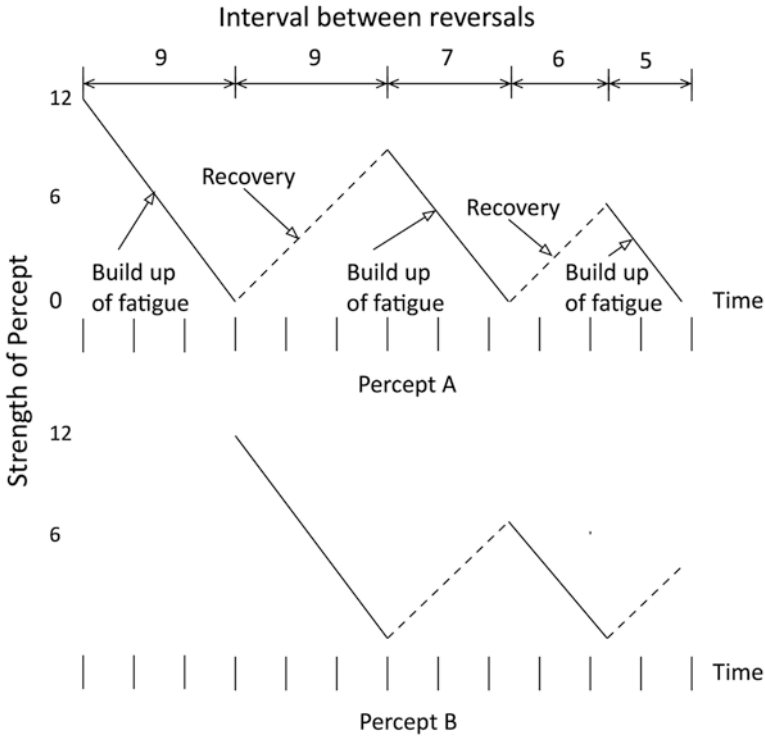 Interval between reversals
9 9 7 6 5
12
Recovery
6
Recovery
Build up
of fatigue
Build up
of fatigue
Build up
of fatigue
0
Time
Strength of Percept
Percept A
12
6
Time
Percept B